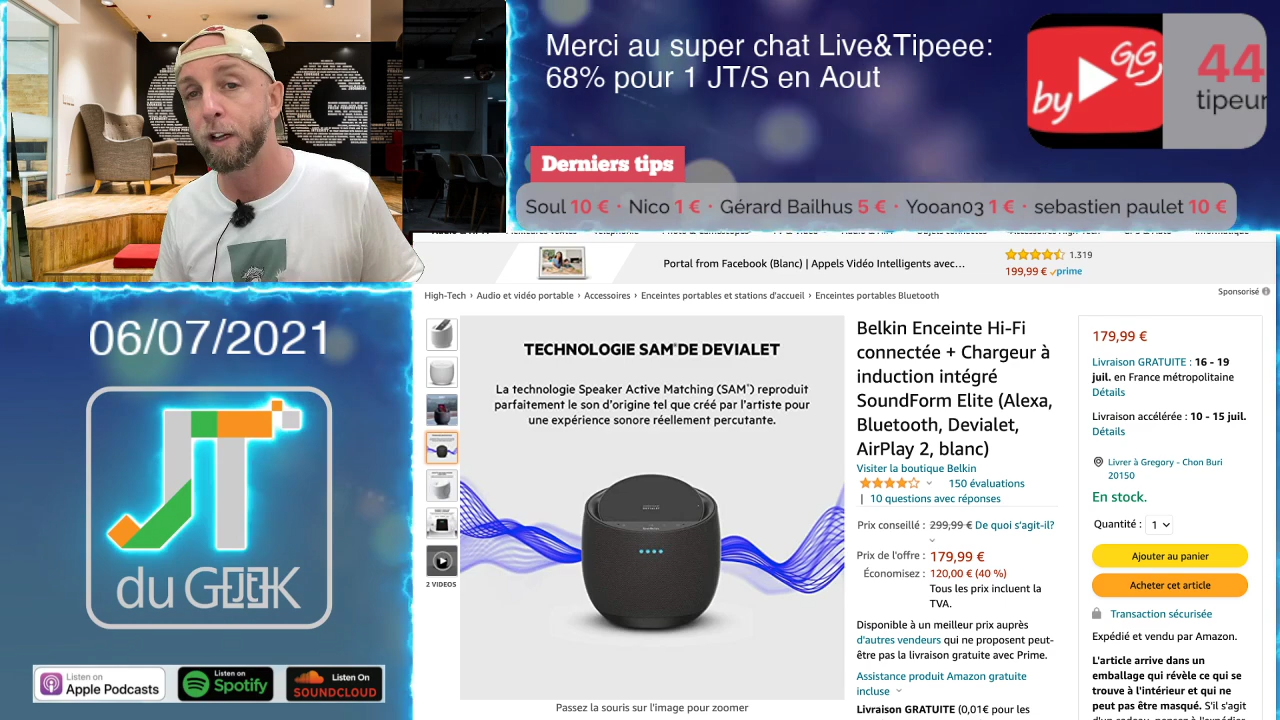 Merci au super chat Live&Tipeee:
68% pour 1 JTS en Aout
by GG
44
tipeur
Derniers tips
Soul 10 € • Nico 1 € • Gérard Bailhus 5 € • Yooan03 1 € • sebastien paulet 10 €
Portal from Facebook (Blanc) | Appels Vidéo Intelligents avec…
1.319
199,99 € prime
Sponsorisé
High-Tech › Audio et vidéo portable › Accessoires › Enceintes portables et stations d'accueil › Enceintes portables Bluetooth
06/07/2021
JT
du GEEK
Listen on
Apple Podcasts
Listen on
Spotify
Listen On
SOUNDCLOUD
2 VIDEOS
TECHNOLOGIE SAM® DE DEVIALET
La technologie Speaker Active Matching (SAM®) reproduit
parfaitement le son d'origine tel que créé par l'artiste pour
une expérience sonore réellement percutante.
belkin
Passez la souris sur l'image pour zoomer
Belkin Enceinte Hi-Fi
connectée + Chargeur à
induction intégré
SoundForm Elite (Alexa,
Bluetooth, Devialet,
AirPlay 2, blanc)
Visiter la boutique Belkin
150 évaluations
| 10 questions avec réponses
Prix conseillé : 299,99 € De quoi s'agit-il?
Prix de l'offre : 179,99 €
Économisez : 120,00 € (40 %)
Tous les prix incluent la
TVA.
Disponible à un meilleur prix auprès
d'autres vendeurs qui ne proposent peut-
être pas la livraison gratuite avec Prime.
Assistance produit Amazon gratuite
incluse
Livraison GRATUITE (0,01€ pour les
179,99 €
Livraison GRATUITE : 16 - 19
juil. en France métropolitaine
Détails
Livraison accélérée : 10 - 15 juil.
Détails
Livrer à Gregory - Chon Buri
20150
En stock.
Quantité : 1
Ajouter au panier
Acheter cet article
Transaction sécurisée
Expédié et vendu par Amazon.
L'article arrive dans un
emballage qui révèle ce qui se
trouve à l'intérieur et qui ne
peut pas être masqué. S'il s'agit